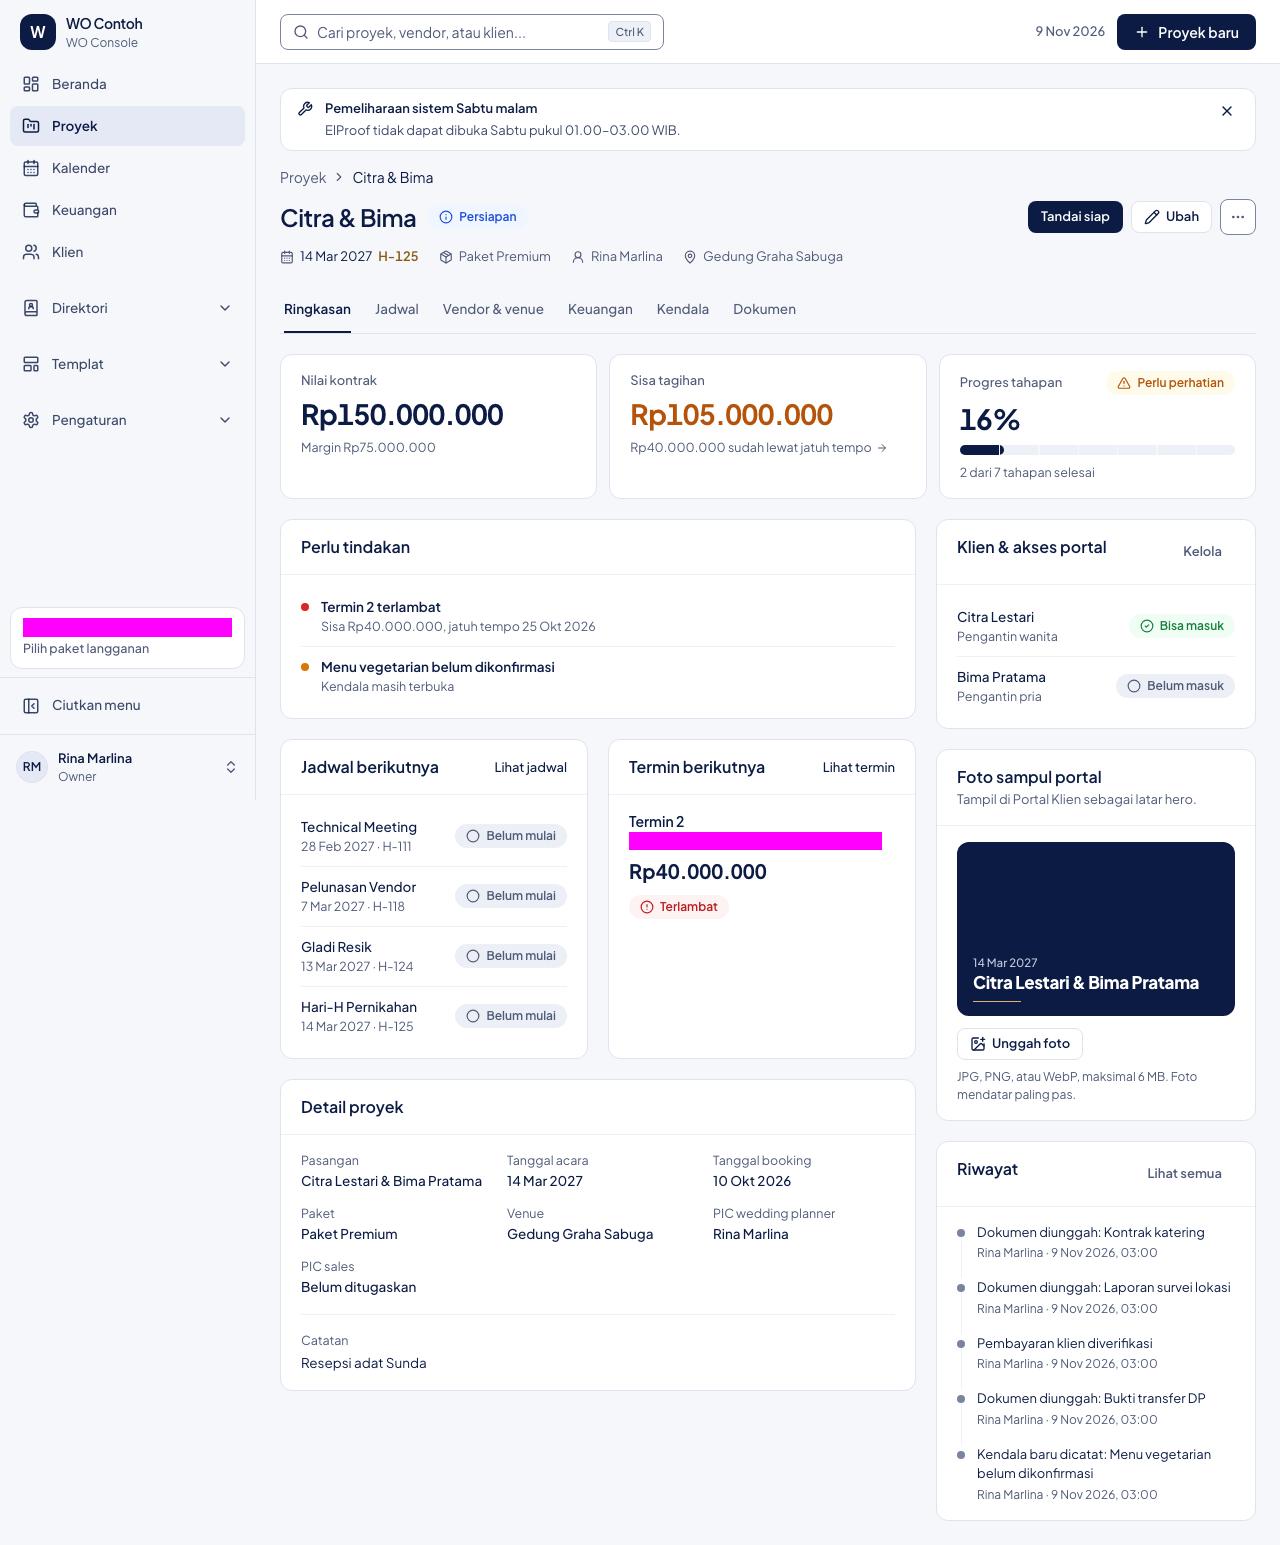 W
WO Contoh
WO Console
Beranda
Proyek
Kalender
Keuangan
Klien
Direktori
Templat
Pengaturan
Pilih paket langganan
Ciutkan menu
RM
Rina Marlina
Owner
Cari proyek, vendor, atau klien...
Ctrl K
9 Nov 2026
Proyek baru
Pemeliharaan sistem Sabtu malam
ElProof tidak dapat dibuka Sabtu pukul 01.00–03.00 WIB.
Proyek > Citra & Bima
Citra & Bima
Persiapan
Tandai siap
Ubah
14 Mar 2027 H-125
Paket Premium
Rina Marlina
Gedung Graha Sabuga
Ringkasan
Jadwal
Vendor & venue
Keuangan
Kendala
Dokumen
Nilai kontrak
Rp150.000.000
Margin Rp75.000.000
Sisa tagihan
Rp105.000.000
Rp40.000.000 sudah lewat jatuh tempo →
Progres tahapan
Perlu perhatian
16%
2 dari 7 tahapan selesai
Perlu tindakan
Termin 2 terlambat
Sisa Rp40.000.000, jatuh tempo 25 Okt 2026
Menu vegetarian belum dikonfirmasi
Kendala masih terbuka
Jadwal berikutnya
Lihat jadwal
Technical Meeting
28 Feb 2027 · H-111
Belum mulai
Pelunasan Vendor
7 Mar 2027 · H-118
Belum mulai
Gladi Resik
13 Mar 2027 · H-124
Belum mulai
Hari-H Pernikahan
14 Mar 2027 · H-125
Belum mulai
Termin berikutnya
Lihat termin
Termin 2
Rp40.000.000
Terlambat
Detail proyek
Pasangan
Citra Lestari & Bima Pratama
Tanggal acara
14 Mar 2027
Tanggal booking
10 Okt 2026
Paket
Paket Premium
Venue
Gedung Graha Sabuga
PIC wedding planner
Rina Marlina
PIC sales
Belum ditugaskan
Catatan
Resepsi adat Sunda
Klien & akses portal
Kelola
Citra Lestari
Pengantin wanita
Bisa masuk
Bima Pratama
Pengantin pria
Belum masuk
Foto sampul portal
Tampil di Portal Klien sebagai latar hero.
14 Mar 2027
Citra Lestari & Bima Pratama
Unggah foto
JPG, PNG, atau WebP, maksimal 6 MB. Foto
mendatar paling pas.
Riwayat
Lihat semua
Dokumen diunggah: Kontrak katering
Rina Marlina · 9 Nov 2026, 03:00
Dokumen diunggah: Laporan survei lokasi
Rina Marlina · 9 Nov 2026, 03:00
Pembayaran klien diverifikasi
Rina Marlina · 9 Nov 2026, 03:00
Dokumen diunggah: Bukti transfer DP
Rina Marlina · 9 Nov 2026, 03:00
Kendala baru dicatat: Menu vegetarian
belum dikonfirmasi
Rina Marlina · 9 Nov 2026, 03:00